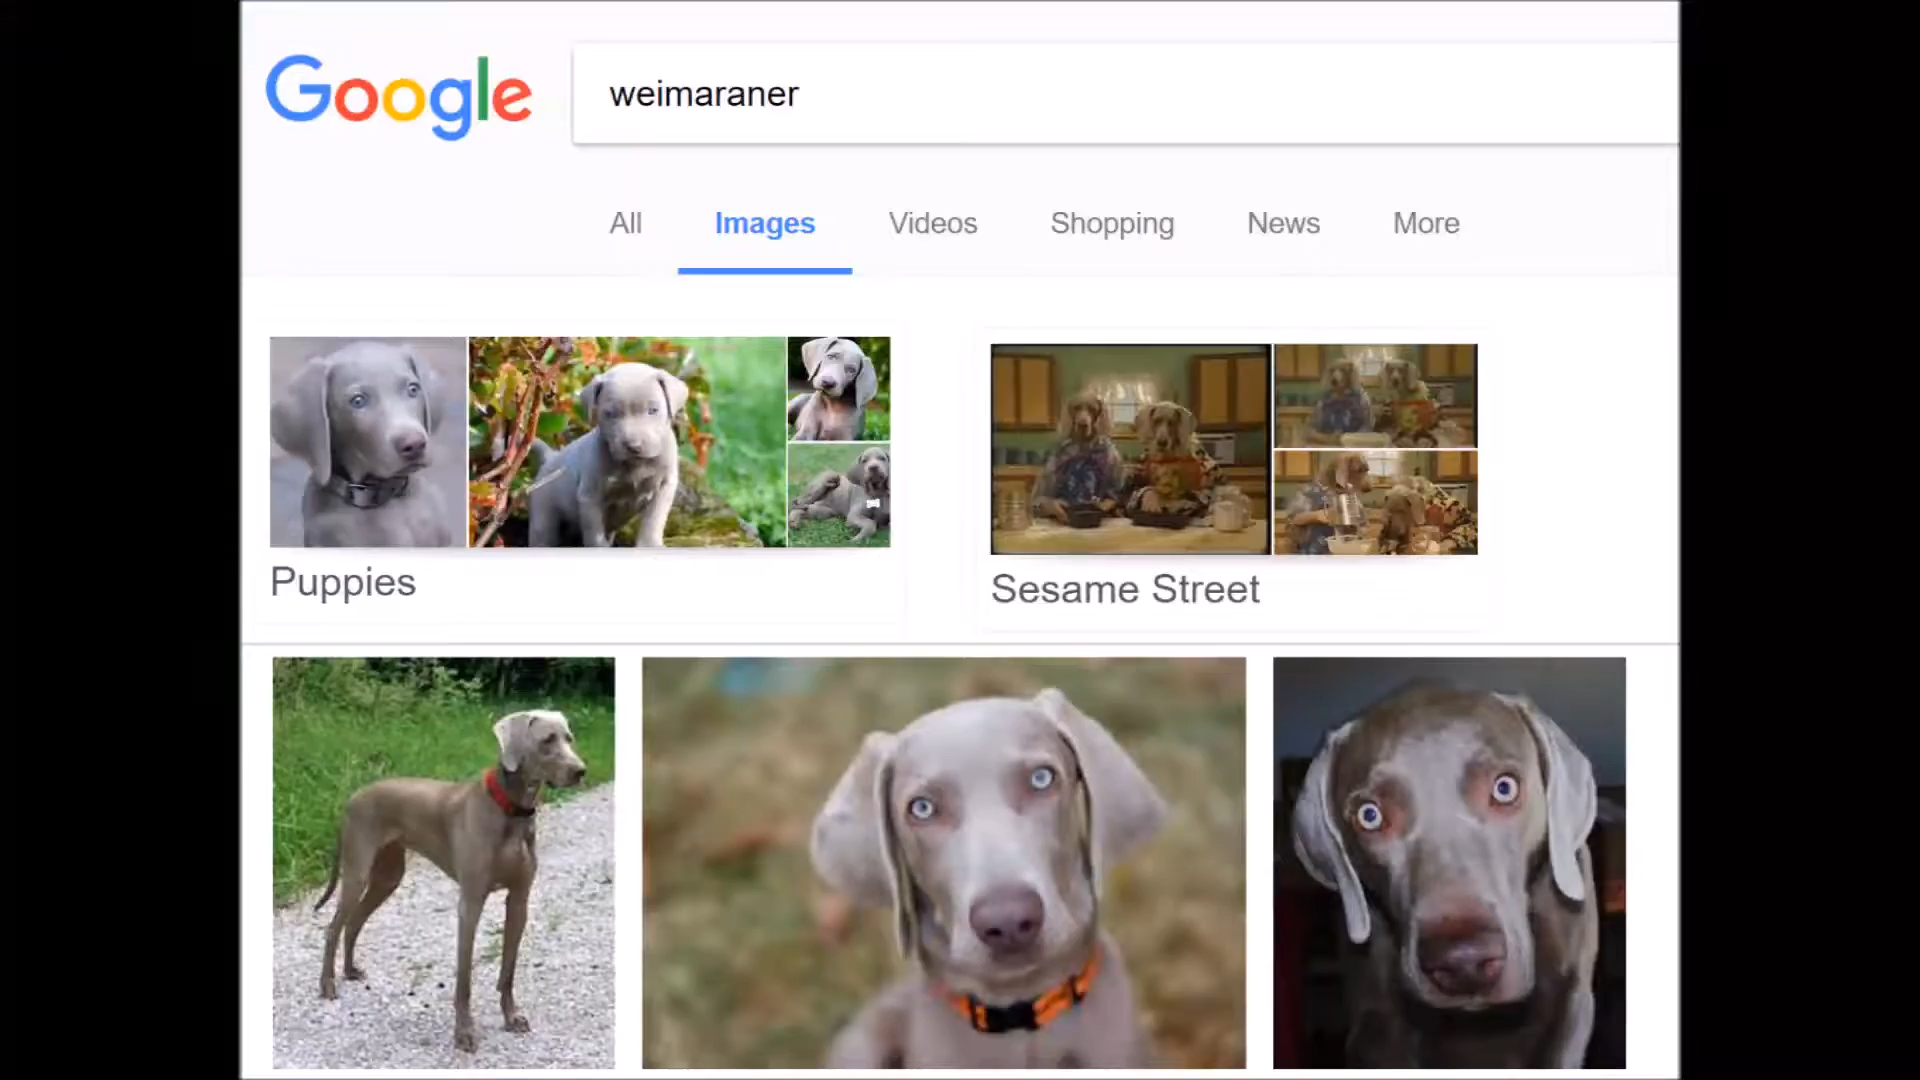 Google
weimaraner
All Images Videos Shopping News More
Puppies
Sesame Street